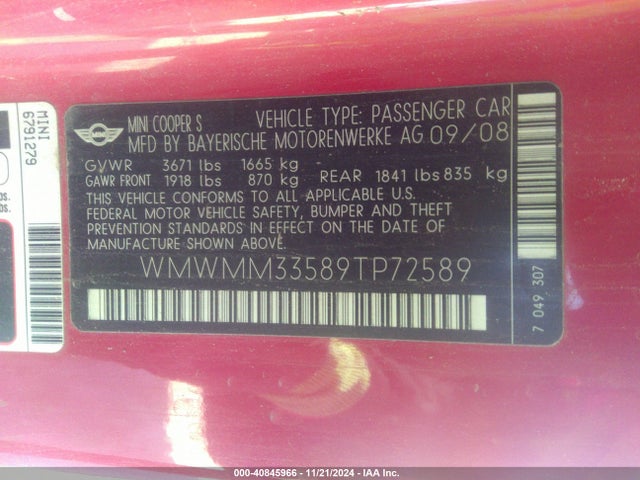 MINI
6791279
lbs.
lbs.
MINI
MINI COOPER S VEHICLE TYPE: PASSENGER CAR
MFD BY BAYERISCHE MOTORENWERKE AG 09/08
GVWR 3671 lbs 1665 kg -
GAWR FRONT 1918 lbs 870 kg - REAR 1841 lbs 835 kg
THIS VEHICLE CONFORMS TO ALL APPLICABLE U.S.
FEDERAL MOTOR VEHICLE SAFETY, BUMPER AND THEFT
PREVENTION STANDARDS IN EFFECT ON THE DATE OF
MANUFACTURE SHOWN ABOVE.
WMWMM33589TP72589
7 049 307
000-40845966 - 11/21/2024 - IAA Inc.